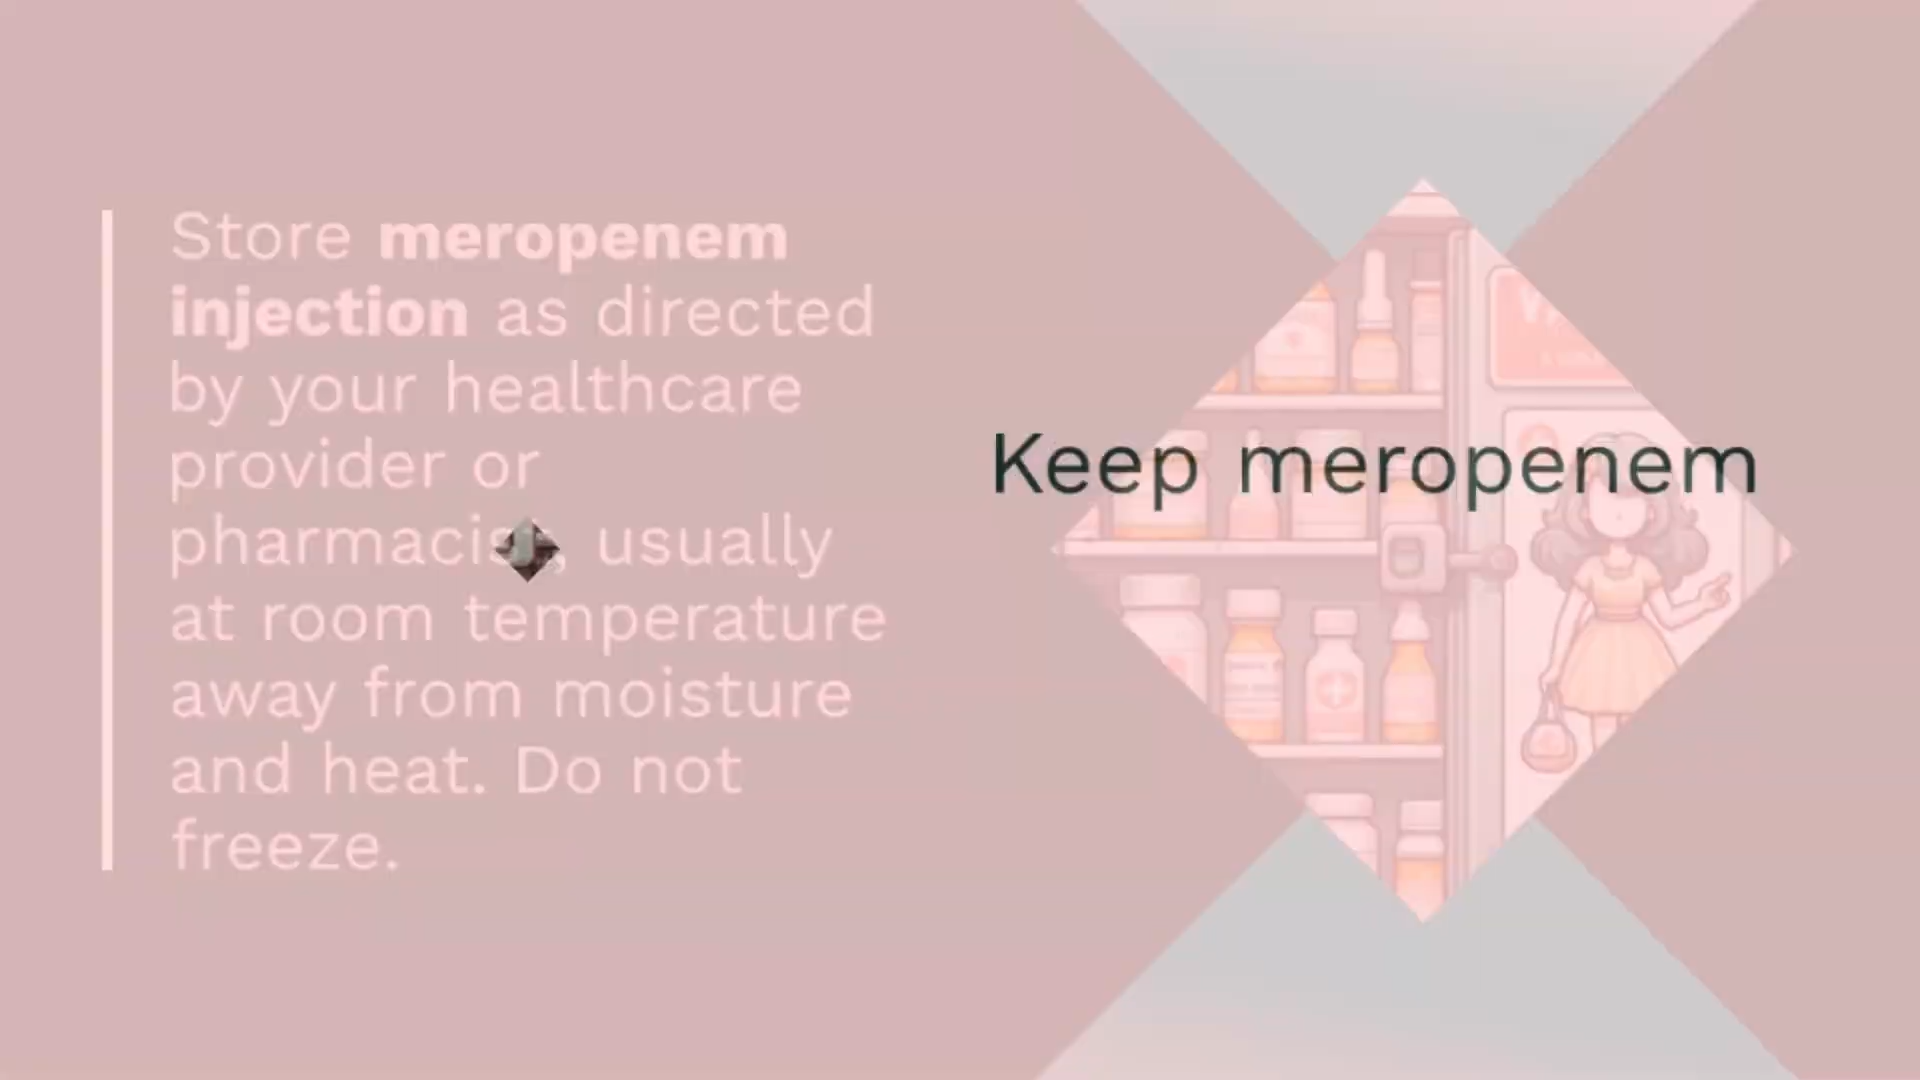 Store meropenem
injection as directed
by your healthcare
provider or
pharmacist, usually
at room temperature
away from moisture
and heat. Do not
freeze.
Keep meropenem